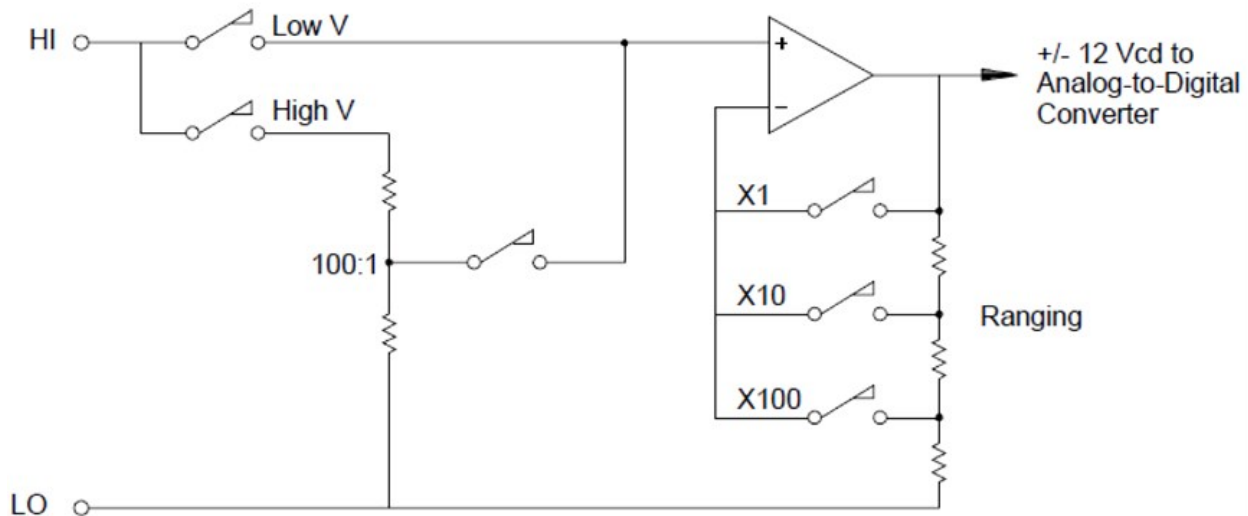 HI
Low V
High V
100:1
+
−
+/- 12 Vcd to
Analog-to-Digital
Converter
X1
X10
Ranging
X100
LO